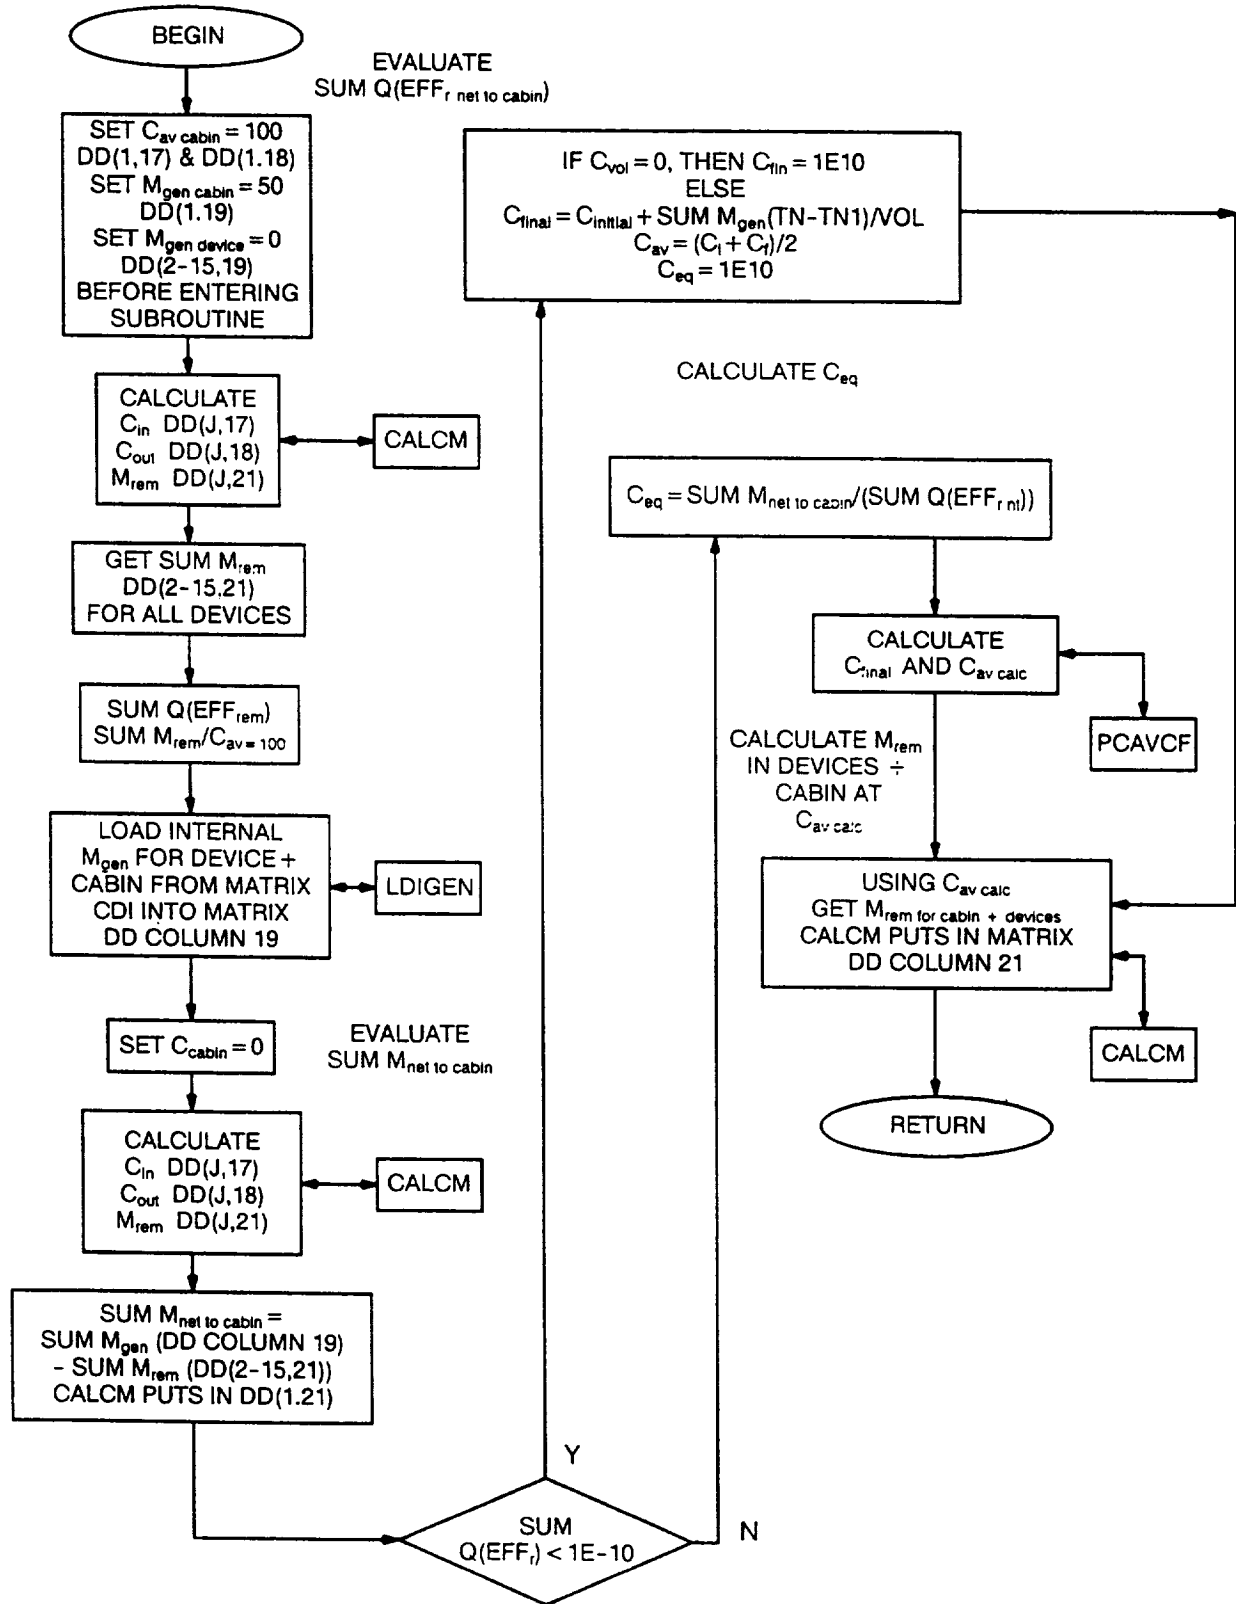 BEGIN
EVALUATE
SUM Q(EFFr net to cabin)
SET Cav cabin = 100
DD(1,17) & DD(1.18)
SET Mgen cabin = 50
DD(1.19)
SET Mgen device = 0
DD(2-15,19)
BEFORE ENTERING
SUBROUTINE
CALCULATE
Cin DD(J,17)
Cout DD(J,18)
Mrem DD(J,21)
CALCM
GET SUM Mrem
DD(2-15,21)
FOR ALL DEVICES
SUM Q(EFFrem)
SUM Mrem/Cav = 100
LOAD INTERNAL
Mgen FOR DEVICE +
CABIN FROM MATRIX
CDI INTO MATRIX
DD COLUMN 19
LDIGEN
SET Ccabin = 0
EVALUATE
SUM Mnet to cabin
CALCULATE
Cin DD(J,17)
Cout DD(J,18)
Mrem DD(J,21)
CALCM
SUM Mnet to cabin =
SUM Mgen (DD COLUMN 19)
- SUM Mrem (DD(2-15,21))
CALCM PUTS IN DD(1.21)
SUM
Q(EFFr) < 1E-10
Y
N
IF Cvol = 0, THEN Cfin = 1E10
ELSE
Cfinal = Cinitial + SUM Mgen(TN-TN1)/VOL
Cav = (Ci + Cf)/2
Ceq = 1E10
CALCULATE Ceq
Ceq = SUM Mnet to cabin/(SUM Q(EFFr nt))
CALCULATE
Cfinal AND Cav calc
PCAVCF
CALCULATE Mrem
IN DEVICES ÷
CABIN AT
Cav calc
USING Cav calc
GET Mrem for cabin + devices
CALCM PUTS IN MATRIX
DD COLUMN 21
CALCM
RETURN